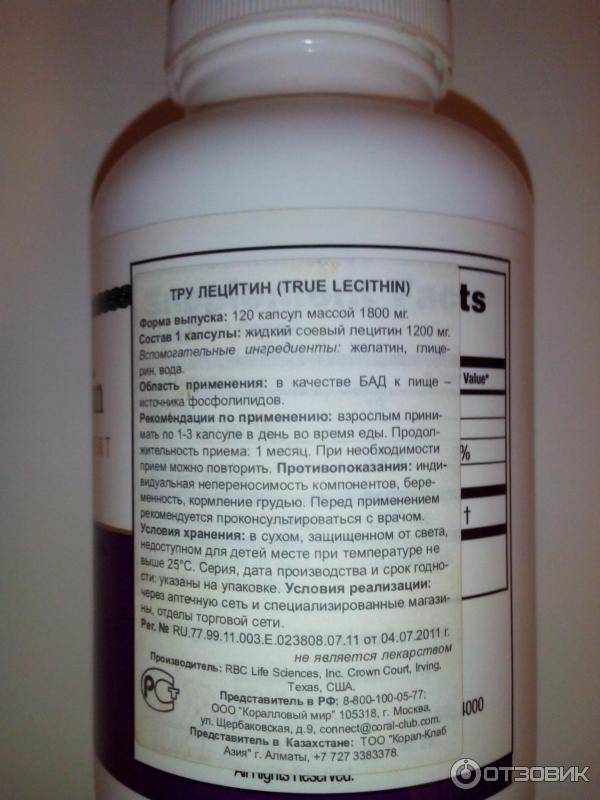 ТРУ ЛЕЦИТИН (TRUE LECITHIN)
Форма выпуска: 120 капсул массой 1800 мг.
Состав 1 капсулы: жидкий соевый лецитин 1200 мг.
Вспомогательные ингредиенты: желатин, глице-
рин, вода.
Область применения: в качестве БАД к пище –
источника фосфолипидов.
Рекомендации по применению: взрослым прини-
мать по 1-3 капсуле в день во время еды. Продол-
жительность приема: 1 месяц. При необходимости
прием можно повторить. Противопоказания: инди-
видуальная непереносимость компонентов, бере-
менность, кормление грудью. Перед применением
рекомендуется проконсультироваться с врачом.
Условия хранения: в сухом, защищенном от света,
недоступном для детей месте при температуре не
выше 25°С. Серия, дата производства и срок годно-
сти: указаны на упаковке. Условия реализации:
через аптечную сеть и специализированные магази-
ны, отделы торговой сети.
Рег. № RU.77.99.11.003.E.023808.07.11 от 04.07.2011 г.
не является лекарством
Производитель: RBC Life Sciences, Inc. Crown Court, Irving,
Texas, США.
Представитель в РФ: 8-800-100-05-77;
ООО "Коралловый мир" 105318, г. Москва,
ул. Щербаковская, д.9, connect@coral-club.com.
Представитель в Казахстане: ТОО "Корал-Клаб
Азия" г. Алматы, +7 727 3383378.
РСТ
cts
Value*
%
†
4000
in
NT
All Rights Reserved.
ОТЗОВИК